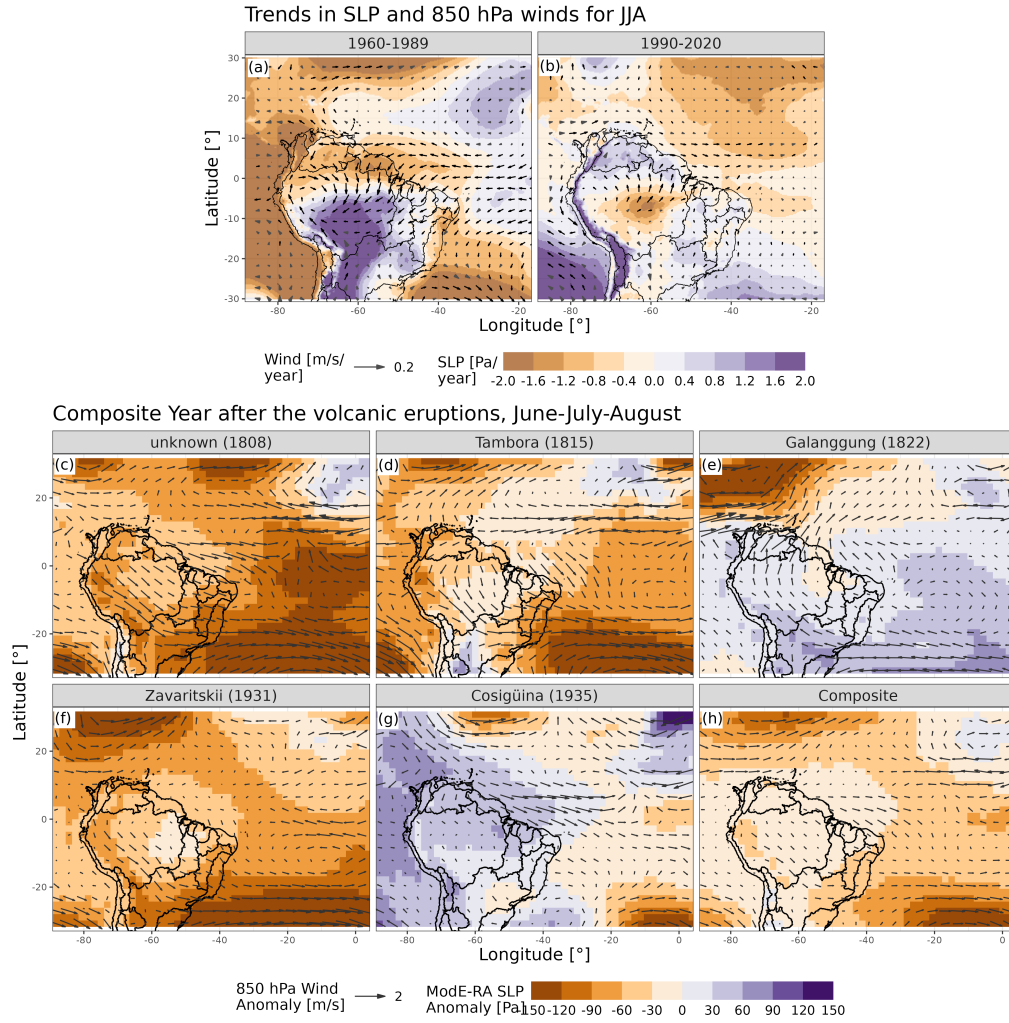 Trends in SLP and 850 hPa winds for JJA
1960-1989
1990-2020
(a)
(b)
30
20
10
0
-10
-20
-30
Latitude [°]
-80
-60
-40
-20
-80
-60
-40
-20
Longitude [°]
Wind [m/s/
year]
0.2
SLP [Pa/
year]
-2.0 -1.6 -1.2 -0.8 -0.4 0.0 0.4 0.8 1.2 1.6 2.0
Composite Year after the volcanic eruptions, June-July-August
unknown (1808)
Tambora (1815)
Galanggung (1822)
(c)
(d)
(e)
20
0
-20
Zavaritskii (1931)
Cosigüina (1935)
Composite
(f)
(g)
(h)
20
0
-20
Latitude [°]
-80
-60
-40
-20
0
-80
-60
-40
-20
0
-80
-60
-40
-20
0
Longitude [°]
850 hPa Wind
Anomaly [m/s]
2
ModE-RA SLP
Anomaly [Pa]
-150 -120 -90 -60 -30 0 30 60 90 120 150